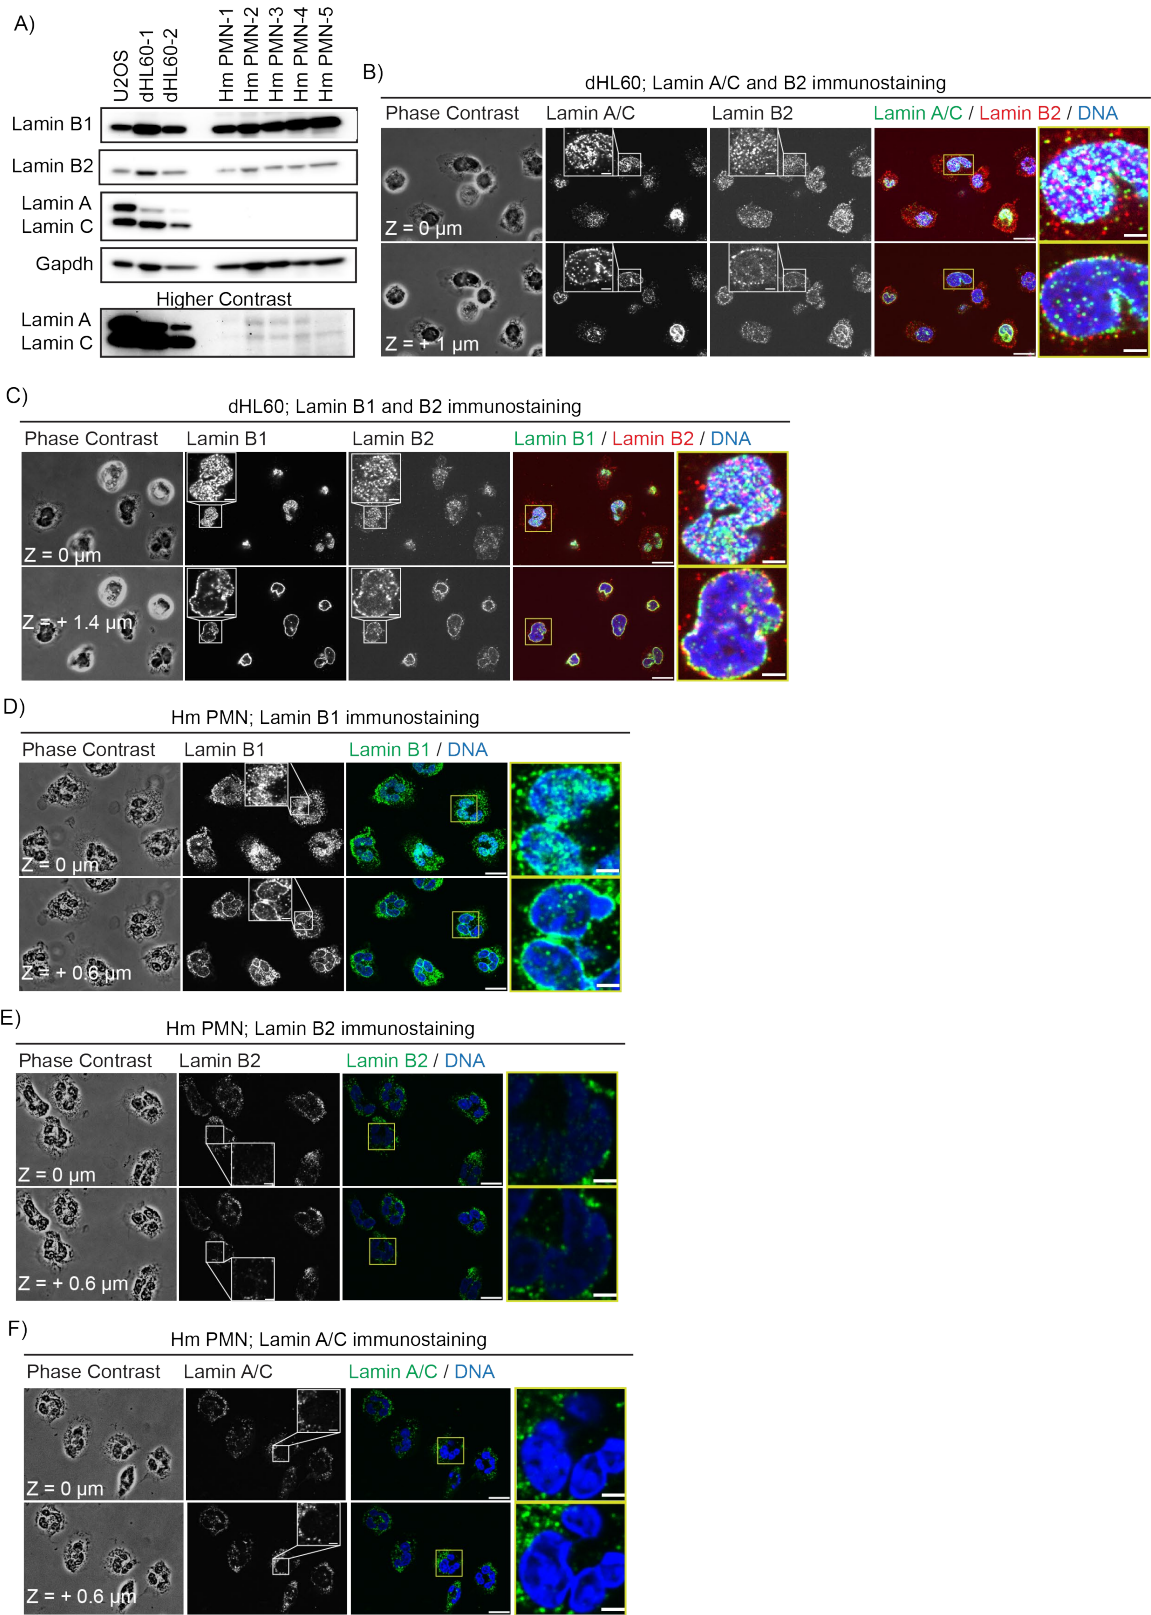 A)
U2OS
dHL60-1
dHL60-2
Hm PMN-1
Hm PMN-2
Hm PMN-3
Hm PMN-4
Hm PMN-5
Lamin B1
Lamin B2
Lamin A
Lamin C
Gapdh
Higher Contrast
Lamin A
Lamin C
B)
dHL60; Lamin A/C and B2 immunostaining
Phase Contrast
Lamin A/C
Lamin B2
Lamin A/C / Lamin B2 / DNA
Z = 0 µm
Z = + 1 µm
C)
dHL60; Lamin B1 and B2 immunostaining
Phase Contrast
Lamin B1
Lamin B2
Lamin B1 / Lamin B2 / DNA
Z = 0 µm
Z = + 1.4 µm
D)
Hm PMN; Lamin B1 immunostaining
Phase Contrast
Lamin B1
Lamin B1 / DNA
Z = 0 µm
Z = + 0.6 µm
E)
Hm PMN; Lamin B2 immunostaining
Phase Contrast
Lamin B2
Lamin B2 / DNA
Z = 0 µm
Z = + 0.6 µm
F)
Hm PMN; Lamin A/C immunostaining
Phase Contrast
Lamin A/C
Lamin A/C / DNA
Z = 0 µm
Z = + 0.6 µm